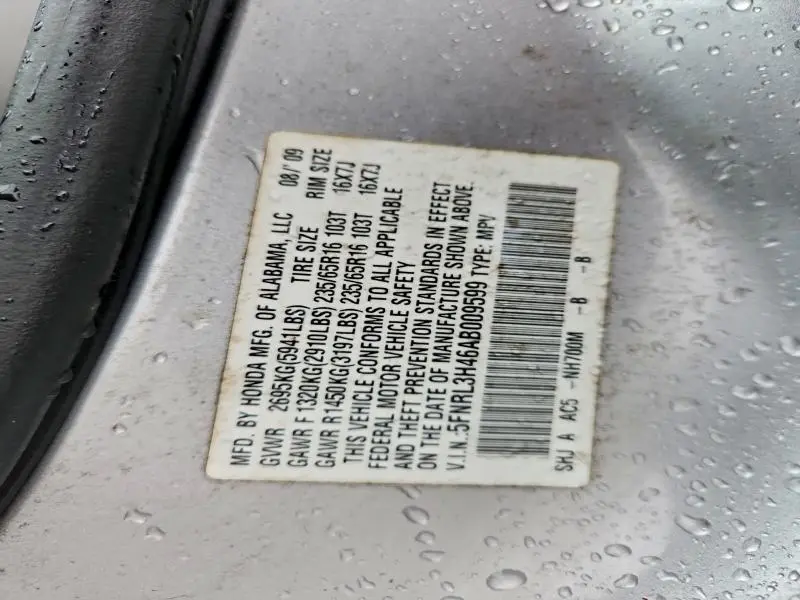 MFD. BY HONDA MFG. OF ALABAMA, LLC 08/'09
GVWR 2695KG(5941LBS) TIRE SIZE RIM SIZE
GAWR F 1320KG(2910LBS) 235/65R16 103T 16X7J
GAWR R1450KG(3197LBS) 235/65R16 103T 16X7J
THIS VEHICLE CONFORMS TO ALL APPLICABLE
FEDERAL MOTOR VEHICLE SAFETY
AND THEFT PREVENTION STANDARDS IN EFFECT
ON THE DATE OF MANUFACTURE SHOWN ABOVE.
V.I.N.:5FNRL3H46AB009599 TYPE: MPV
SHJ A AC5 -NH700M -B -B